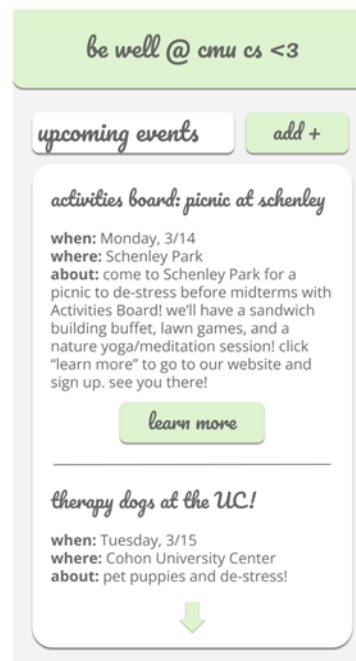 be well @ cmu cs <3
upcoming events
add +
activities board: picnic at schenley
when: Monday, 3/14
where: Schenley Park
about: come to Schenley Park for a
picnic to de-stress before midterms with
Activities Board! we'll have a sandwich
building buffet, lawn games, and a
nature yoga/meditation session! click
“learn more” to go to our website and
sign up. see you there!
learn more
therapy dogs at the UC!
when: Tuesday, 3/15
where: Cohon University Center
about: pet puppies and de-stress!